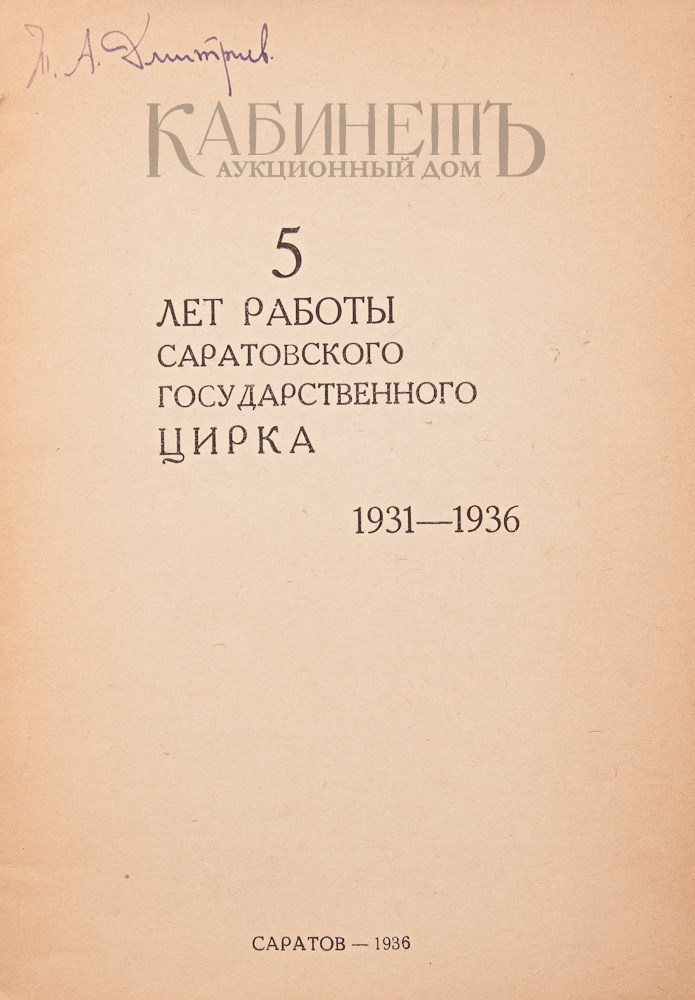 А. Дмитриев.
КАБИНЕТЪ
АУКЦИОННЫЙ ДОМ
5
ЛЕТ РАБОТЫ
САРАТОВСКОГО
ГОСУДАРСТВЕННОГО
ЦИРКА
1931—1936
САРАТОВ — 1936